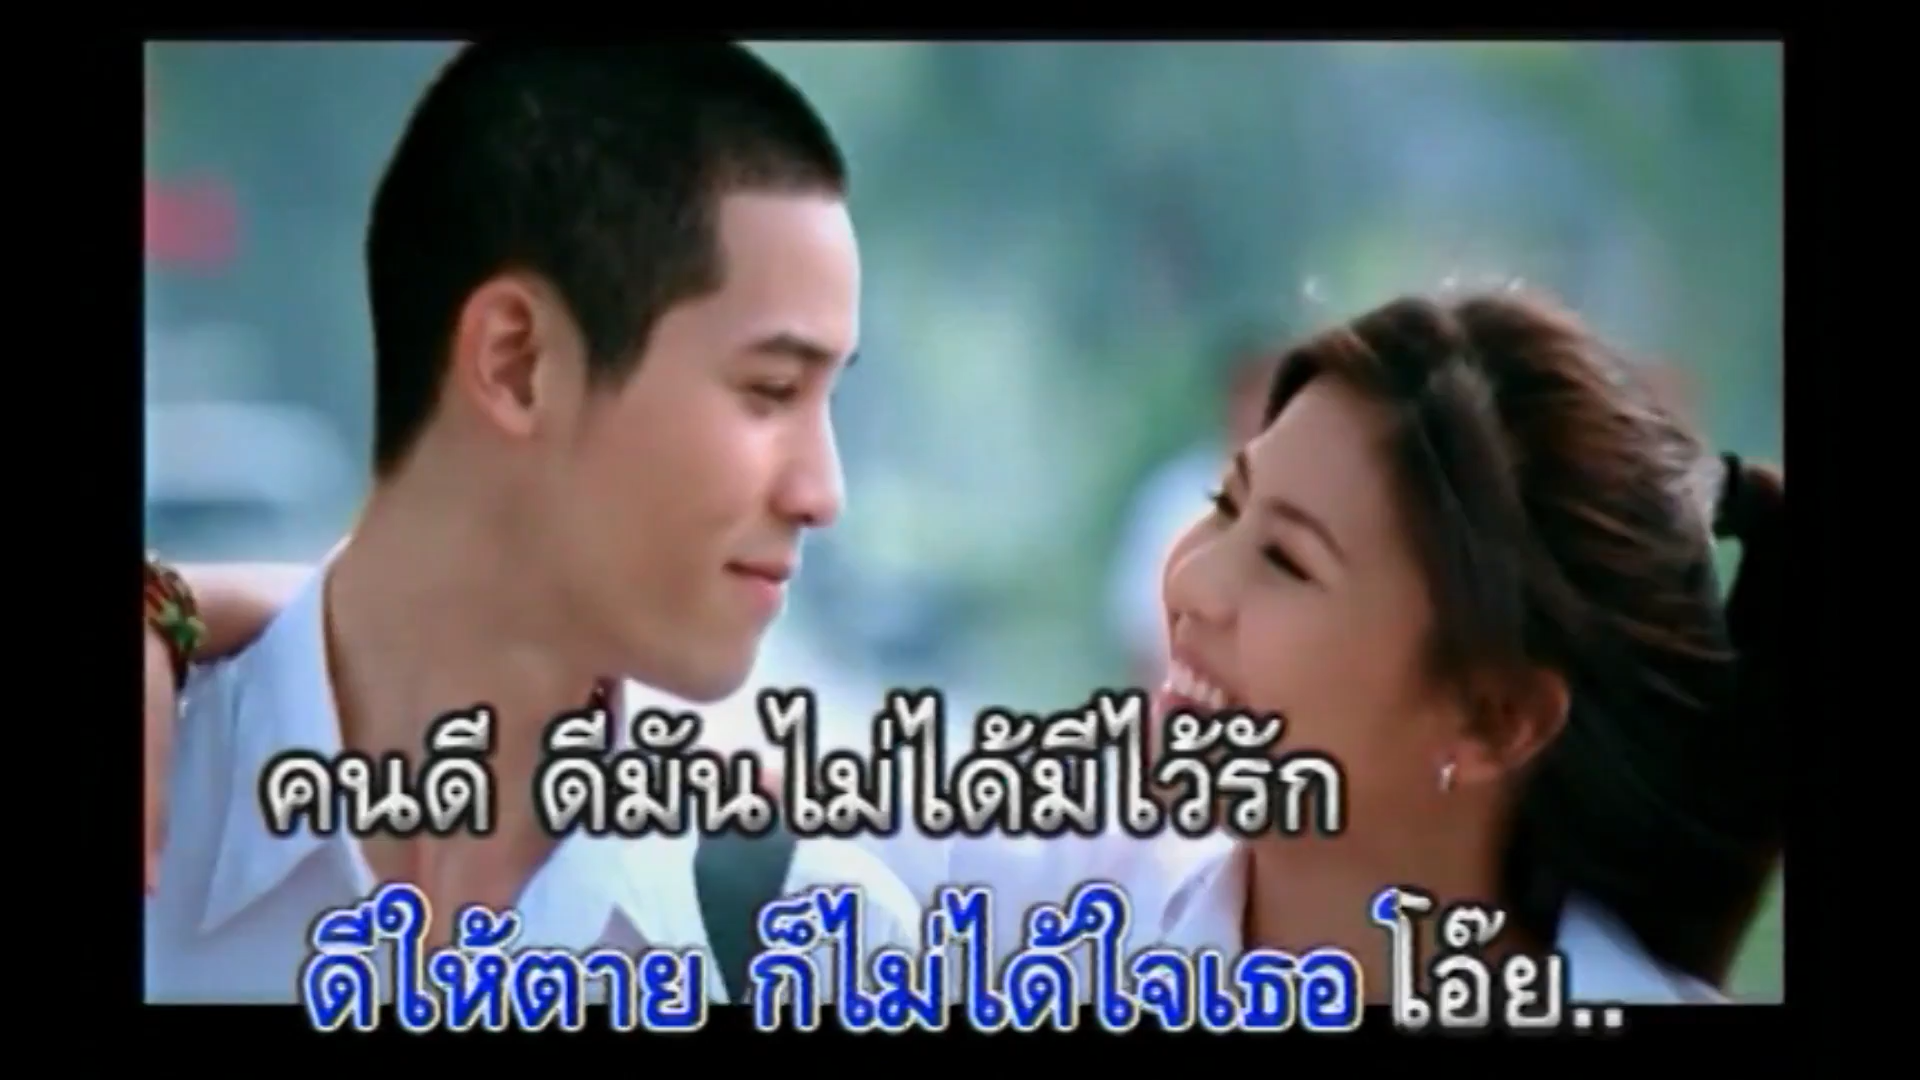 คนดี ดีมันไม่ได้มีไว้รัก
ดีให้ตาย ก็ไม่ได้ใจเธอ โอ๊ย..